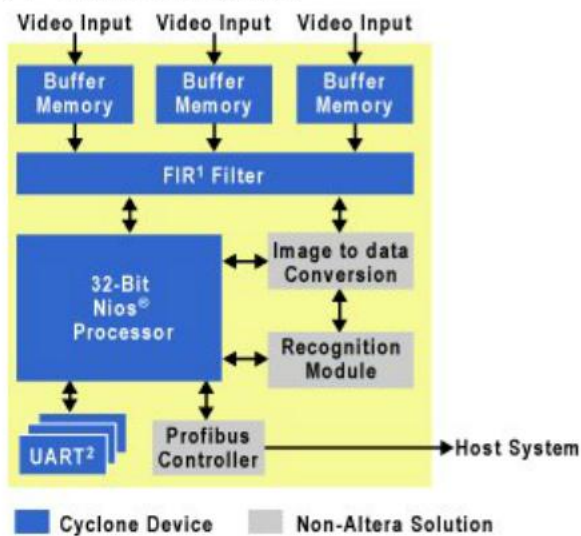 Video Input Video Input Video Input
Buffer Memory
Buffer Memory
Buffer Memory
FIR¹ Filter
32-Bit
Nios®
Processor
Image to data
Conversion
Recognition
Module
UART²
Profibus
Controller
Host System
Cyclone Device Non-Altera Solution